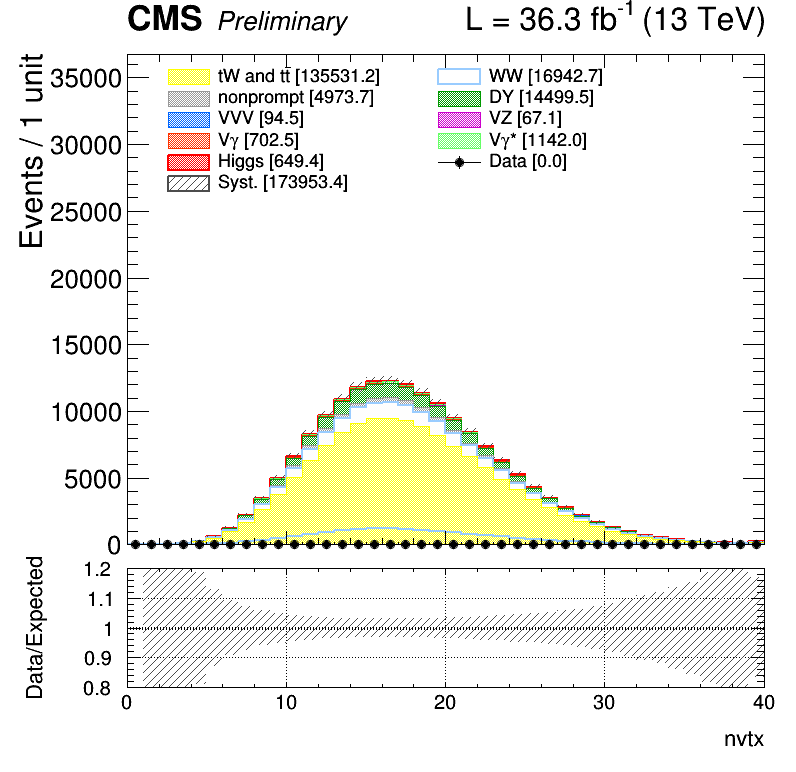 CMS Preliminary L = 36.3 fb⁻¹ (13 TeV)
Events / 1 unit
35000
30000
25000
20000
15000
10000
5000
0
tW and tt̄ [135531.2] WW [16942.7]
nonprompt [4973.7] DY [14499.5]
VVV [94.5] VZ [67.1]
Vγ [702.5] Vγ* [1142.0]
Higgs [649.4] Data [0.0]
Syst. [173953.4]
Data/Expected
1.2
1.1
1
0.9
0.8
0 10 20 30 40
nvtx